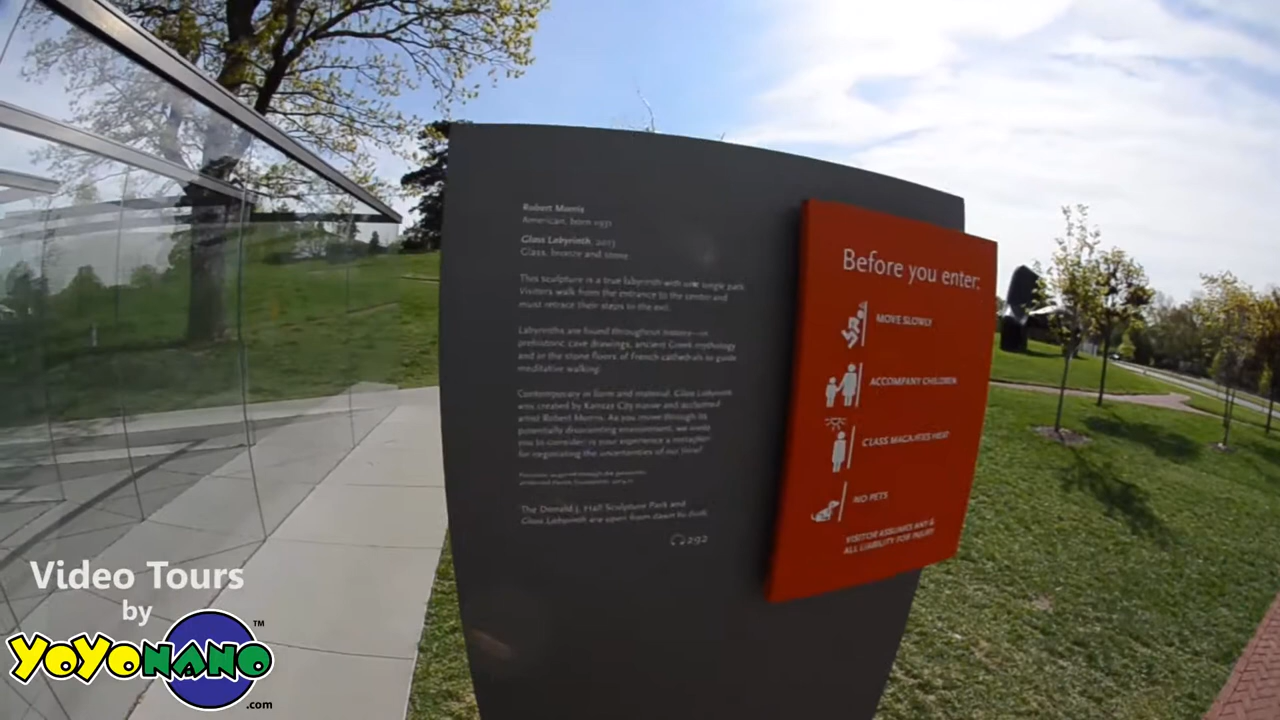 Robert Morris
American, born 1931
Glass Labyrinth, 2013
Glass, bronze and stone
This sculpture is a true labyrinth with one single path.
Visitors walk from the entrance to the center and
must retrace their steps to the exit.
Labyrinths are found throughout history—in
prehistoric cave drawings, ancient Greek mythology
and in the stone floors of French cathedrals to guide
meditative walking.
Contemporary in form and material, Glass Labyrinth
was created by Kansas City native and acclaimed
artist Robert Morris. As you move through its
potentially disorienting environment, we invite
you to consider: is your experience a metaphor
for negotiating the uncertainties of our time?
The Donald J. Hall Sculpture Park and
Glass Labyrinth are open from dawn to dusk.
292
Before you enter:
MOVE SLOWLY
ACCOMPANY CHILDREN
GLASS MAGNIFIES HEAT
NO PETS
VISITOR ASSUMES ANY &
ALL LIABILITY FOR INJURY
Video Tours
by
YOYONANO™
.com